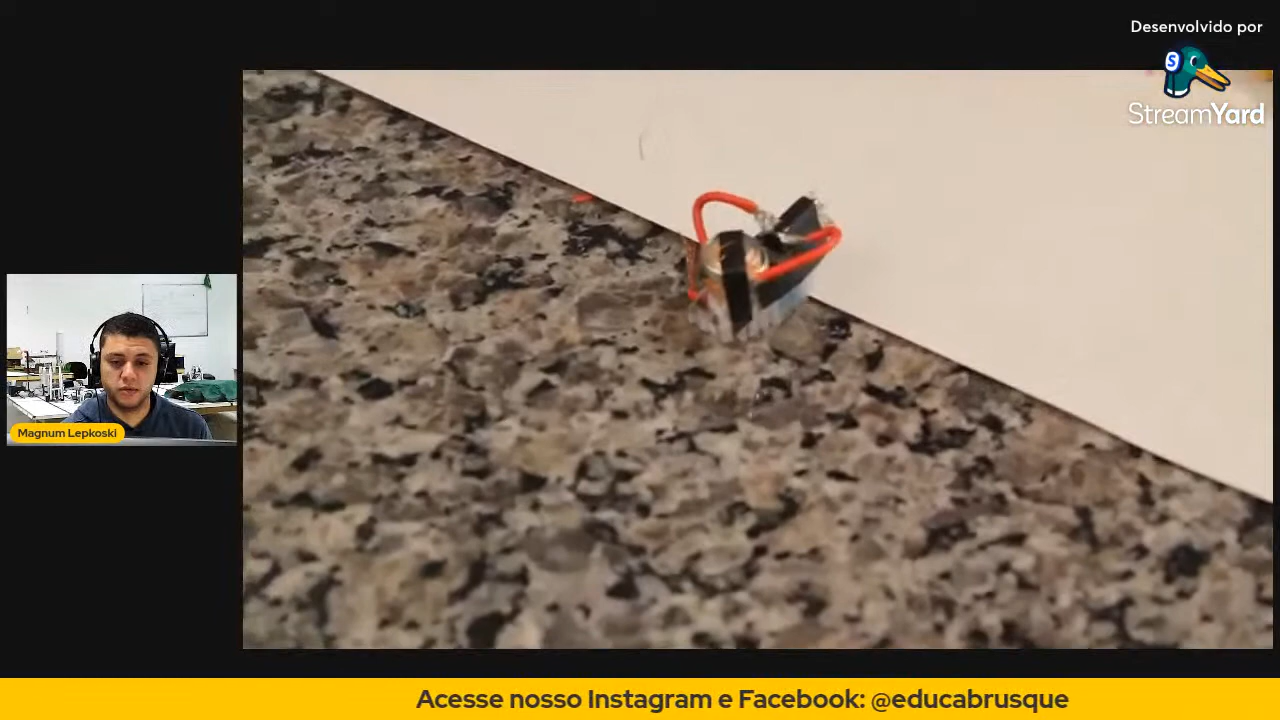 Desenvolvido por
S
StreamYard
Magnum Lepkoski
Acesse nosso Instagram e Facebook: @educabrusque